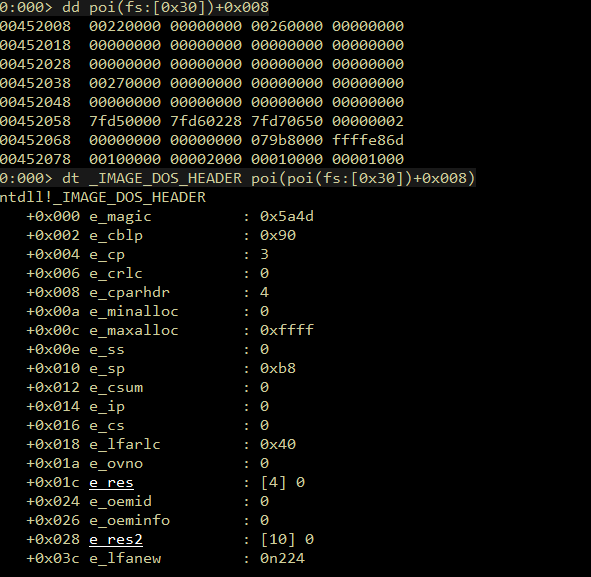 0:000> dd poi(fs:[0x30])+0x008
00452008  00220000 00000000 00260000 00000000
00452018  00000000 00000000 00000000 00000000
00452028  00000000 00000000 00000000 00000000
00452038  00270000 00000000 00000000 00000000
00452048  00000000 00000000 00000000 00000000
00452058  7fd50000 7fd60228 7fd70650 00000002
00452068  00000000 00000000 079b8000 ffffe86d
00452078  00100000 00002000 00010000 00001000
0:000> dt _IMAGE_DOS_HEADER poi(poi(fs:[0x30])+0x008)
ntdll!_IMAGE_DOS_HEADER
   +0x000 e_magic          : 0x5a4d
   +0x002 e_cblp           : 0x90
   +0x004 e_cp             : 3
   +0x006 e_crlc           : 0
   +0x008 e_cparhdr        : 4
   +0x00a e_minalloc       : 0
   +0x00c e_maxalloc       : 0xffff
   +0x00e e_ss             : 0
   +0x010 e_sp             : 0xb8
   +0x012 e_csum           : 0
   +0x014 e_ip             : 0
   +0x016 e_cs             : 0
   +0x018 e_lfarlc         : 0x40
   +0x01a e_ovno           : 0
   +0x01c e_res            : [4] 0
   +0x024 e_oemid          : 0
   +0x026 e_oeminfo        : 0
   +0x028 e_res2           : [10] 0
   +0x03c e_lfanew         : 0n224